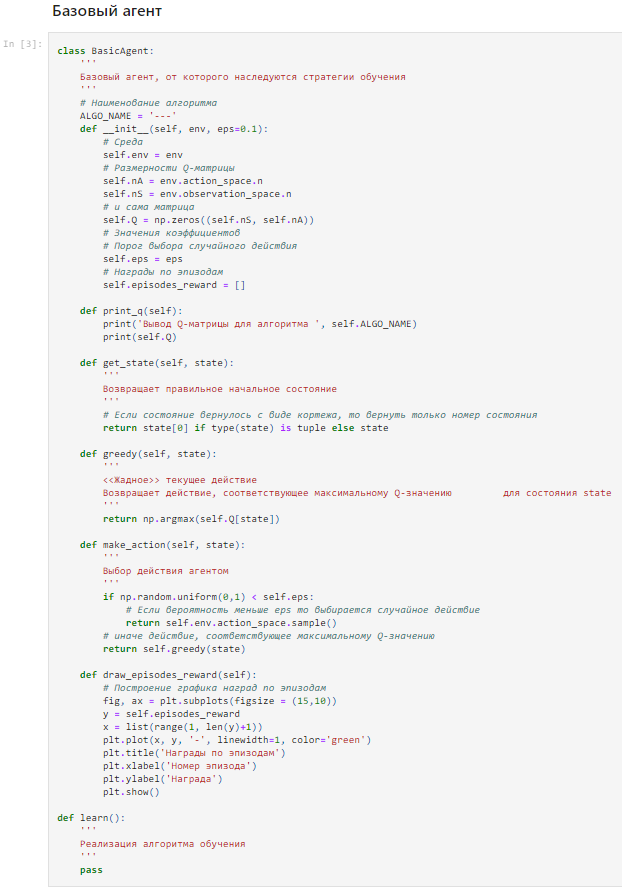 Базовый агент
In [3]:
class BasicAgent:
    '''
    Базовый агент, от которого наследуются стратегии обучения
    '''
    # Наименование алгоритма
    ALGO_NAME = '---'
    def __init__(self, env, eps=0.1):
        # Среда
        self.env = env
        # Размерности Q-матрицы
        self.nA = env.action_space.n
        self.nS = env.observation_space.n
        # и сама матрица
        self.Q = np.zeros((self.nS, self.nA))
        # Значения коэффициентов
        # Порог выбора случайного действия
        self.eps = eps
        # Награды по эпизодам
        self.episodes_reward = []
    def print_q(self):
        print('Вывод Q-матрицы для алгоритма ', self.ALGO_NAME)
        print(self.Q)
    def get_state(self, state):
        '''
        Возвращает правильное начальное состояние
        '''
        # Если состояние вернулось с виде кортежа, то вернуть только номер состояния
        return state[0] if type(state) is tuple else state
    def greedy(self, state):
        '''
        <<Жадное>> текущее действие
        Возвращает действие, соответствующее максимальному Q-значению         для состояния state
        '''
        return np.argmax(self.Q[state])
    def make_action(self, state):
        '''
        Выбор действия агентом
        '''
        if np.random.uniform(0,1) < self.eps:
            # Если вероятность меньше eps то выбирается случайное действие
            return self.env.action_space.sample()
        # иначе действие, соответствующее максимальному Q-значению
        return self.greedy(state)
    def draw_episodes_reward(self):
        # Построение графика наград по эпизодам
        fig, ax = plt.subplots(figsize = (15,10))
        y = self.episodes_reward
        x = list(range(1, len(y)+1))
        plt.plot(x, y, '-', linewidth=1, color='green')
        plt.title('Награды по эпизодам')
        plt.xlabel('Номер эпизода')
        plt.ylabel('Награда')
        plt.show()
def learn():
    '''
    Реализация алгоритма обучения
    '''
    pass